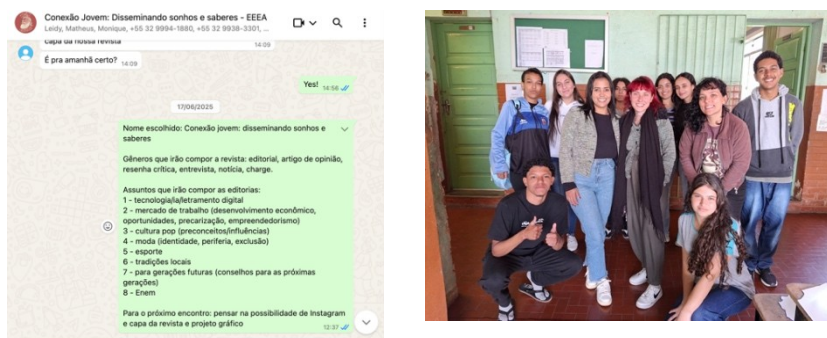 Conexão Jovem: Disseminando sonhos e saberes - EEEA
Leidy, Matheus, Monique, +55 32 9994-1880, +55 32 9938-3301, ...
capa da nossa revista
14:09
É pra amanhã certo? 14:09
Yes! 14:56
17/06/2025
Nome escolhido: Conexão jovem: disseminando sonhos e
saberes
Gêneros que irão compor a revista: editorial, artigo de opinião,
resenha crítica, entrevista, notícia, charge.
Assuntos que irão compor as editorias:
1 - tecnologia/ia/letramento digital
2 - mercado de trabalho (desenvolvimento econômico,
oportunidades, precarização, empreendedorismo)
3 - cultura pop (preconceitos/influências)
4 - moda (identidade, periferia, exclusão)
5 - esporte
6 - tradições locais
7 - para gerações futuras (conselhos para as próximas
gerações)
8 - Enem
Para o próximo encontro: pensar na possibilidade de Instagram
e capa da revista e projeto gráfico
12:37